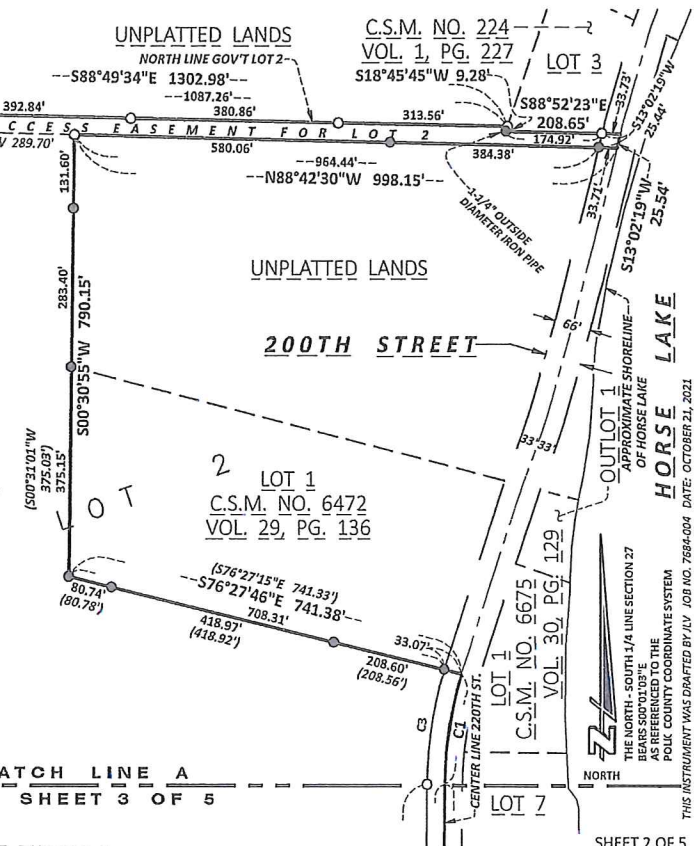 UNPLATTED LANDS
C.S.M. NO. 224
VOL. 1, PG. 227
LOT 3
NORTH LINE GOV'T LOT 2
S88°49'34"E 1302.98'
1087.26'
S18°45'45"W 9.28'
S88°52'23"E
208.65'
174.92'
33.73'
S13°02'19"W
25.44'
392.84'
380.86'
313.56'
CCESS EASEMENT FOR LOT 2
289.70'
580.06'
384.38'
964.44'
N88°42'30"W 998.15'
33.71'
S13°02'19"W
25.54'
1-1/4" OUTSIDE
DIAMETER IRON PIPE
131.60'
283.40'
S00°30'55"W 790.15'
(S00°31'01"W
375.03')
375.15'
UNPLATTED LANDS
200TH STREET
66'
33'
33'
OUTLOT 1
APPROXIMATE SHORELINE
OF HORSE LAKE
HORSE LAKE
LOT 2
LOT 1
C.S.M. NO. 6472
VOL. 29, PG. 136
80.74'
(80.78')
(S76°27'15"E 741.33')
S76°27'46"E 741.38'
708.31'
418.97'
(418.92')
33.07'
208.60'
(208.56')
C3
C1
CENTER LINE 220TH ST.
LOT 1
C.S.M. NO. 6675
VOL. 30, PG. 129
LOT 7
NORTH
THE NORTH - SOUTH 1/4 LINE SECTION 27
BEARS S00°01'03"E
AS REFERENCED TO THE
POLK COUNTY COORDINATE SYSTEM
THIS INSTRUMENT WAS DRAFTED BY JLV JOB NO. 7684-004 DATE: OCTOBER 21, 2021
ATCH LINE A
SHEET 3 OF 5
SHEET 2 OF 5